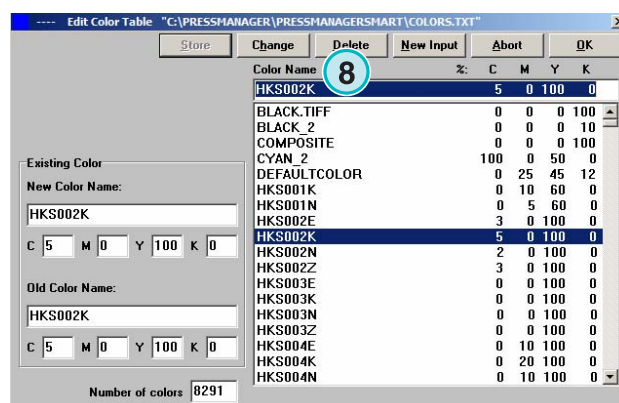 ---- Edit Color Table "C:\PRESSMANAGER\PRESSMANAGERSMART\COLORS.TXT"
Store Change Delete New Input Abort OK
Color Name %: C M Y K
8
HKS002K 5 0 100 0
BLACK.TIFF 0 0 0 100
BLACK_2 0 0 0 10
COMPOSITE 0 0 0 100
CYAN_2 100 0 50 0
DEFAULTCOLOR 0 25 45 12
HKS001K 0 10 60 0
HKS001N 0 5 60 0
HKS002E 3 0 100 0
HKS002K 5 0 100 0
HKS002N 2 0 100 0
HKS002Z 3 0 100 0
HKS003E 0 0 100 0
HKS003K 0 0 100 0
HKS003N 0 0 100 0
HKS003Z 0 0 100 0
HKS004E 0 10 100 0
HKS004K 0 20 100 0
HKS004N 0 10 100 0
Existing Color
New Color Name:
HKS002K
C 5 M 0 Y 100 K 0
Old Color Name:
HKS002K
C 5 M 0 Y 100 K 0
Number of colors 8291